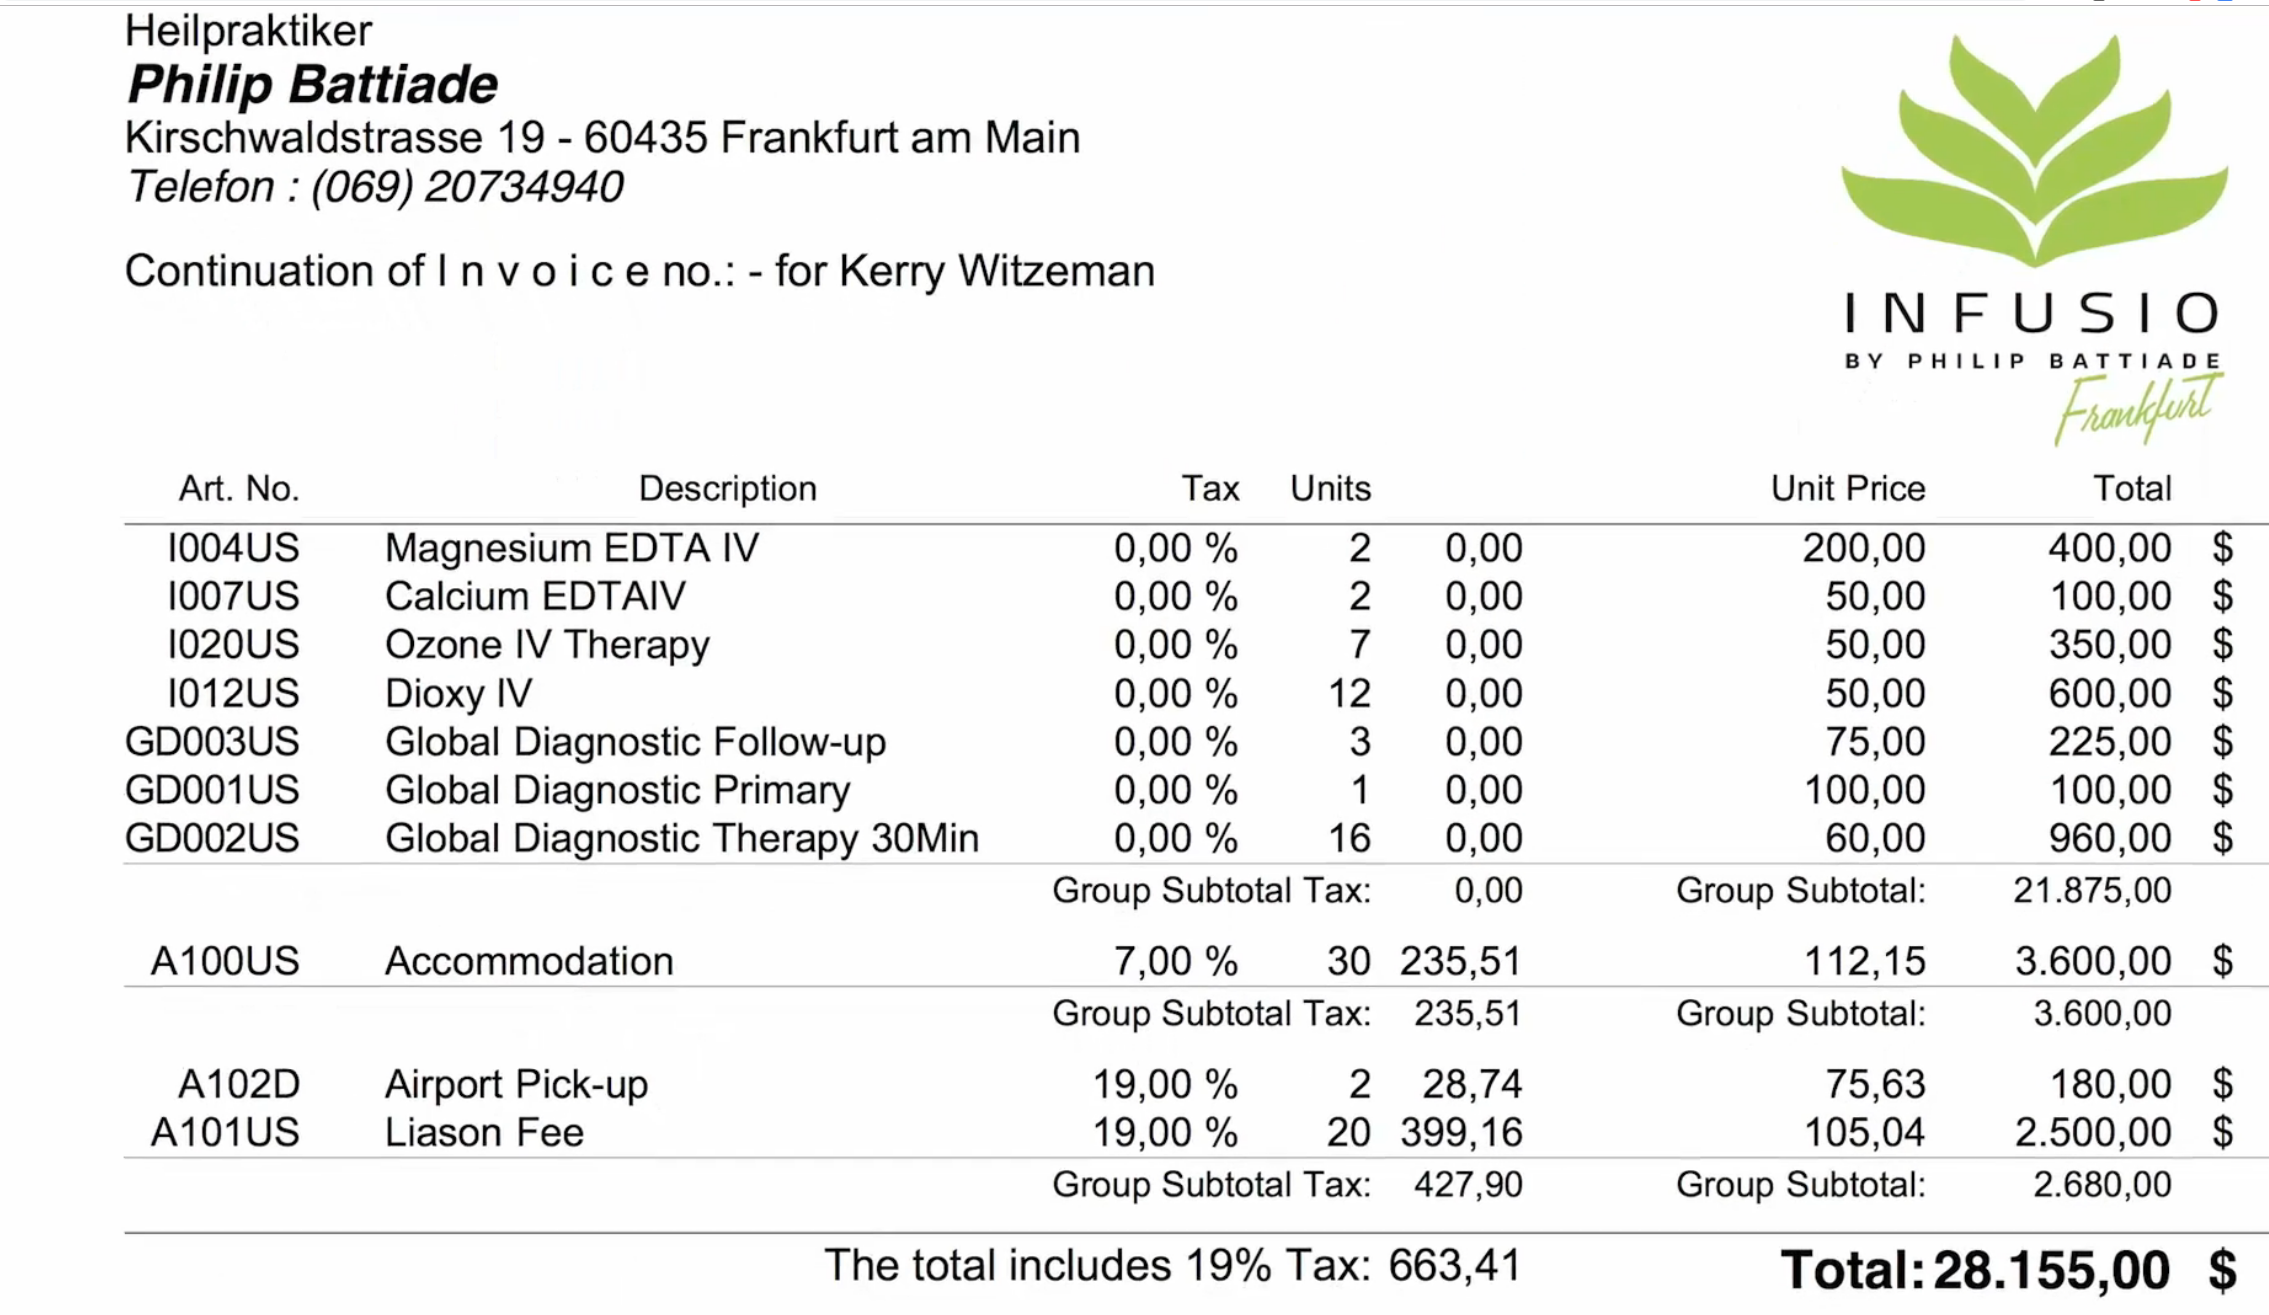 Heilpraktiker
Philip Battiade
Kirschwaldstrasse 19 - 60435 Frankfurt am Main
Telefon : (069) 20734940
Continuation of I n v o i c e no.: - for Kerry Witzeman
INFUSIO
BY PHILIP BATTIADE
Frankfurt
Art. No. Description Tax Units Unit Price Total
I004US Magnesium EDTA IV 0,00 % 2 0,00 200,00 400,00 $
I007US Calcium EDTAIV 0,00 % 2 0,00 50,00 100,00 $
I020US Ozone IV Therapy 0,00 % 7 0,00 50,00 350,00 $
I012US Dioxy IV 0,00 % 12 0,00 50,00 600,00 $
GD003US Global Diagnostic Follow-up 0,00 % 3 0,00 75,00 225,00 $
GD001US Global Diagnostic Primary 0,00 % 1 0,00 100,00 100,00 $
GD002US Global Diagnostic Therapy 30Min 0,00 % 16 0,00 60,00 960,00 $
Group Subtotal Tax: 0,00 Group Subtotal: 21.875,00
A100US Accommodation 7,00 % 30 235,51 112,15 3.600,00 $
Group Subtotal Tax: 235,51 Group Subtotal: 3.600,00
A102D Airport Pick-up 19,00 % 2 28,74 75,63 180,00 $
A101US Liason Fee 19,00 % 20 399,16 105,04 2.500,00 $
Group Subtotal Tax: 427,90 Group Subtotal: 2.680,00
The total includes 19% Tax: 663,41 Total: 28.155,00 $